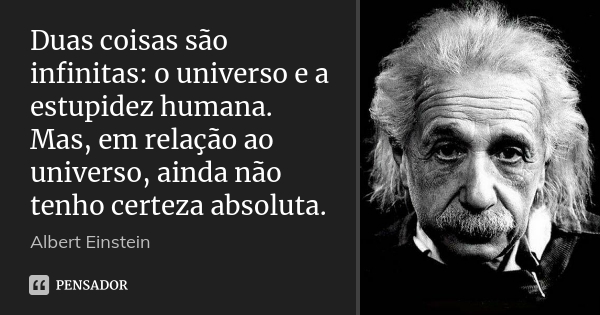 Duas coisas são
infinitas: o universo e a
estupidez humana.
Mas, em relação ao
universo, ainda não
tenho certeza absoluta.
Albert Einstein
PENSADOR